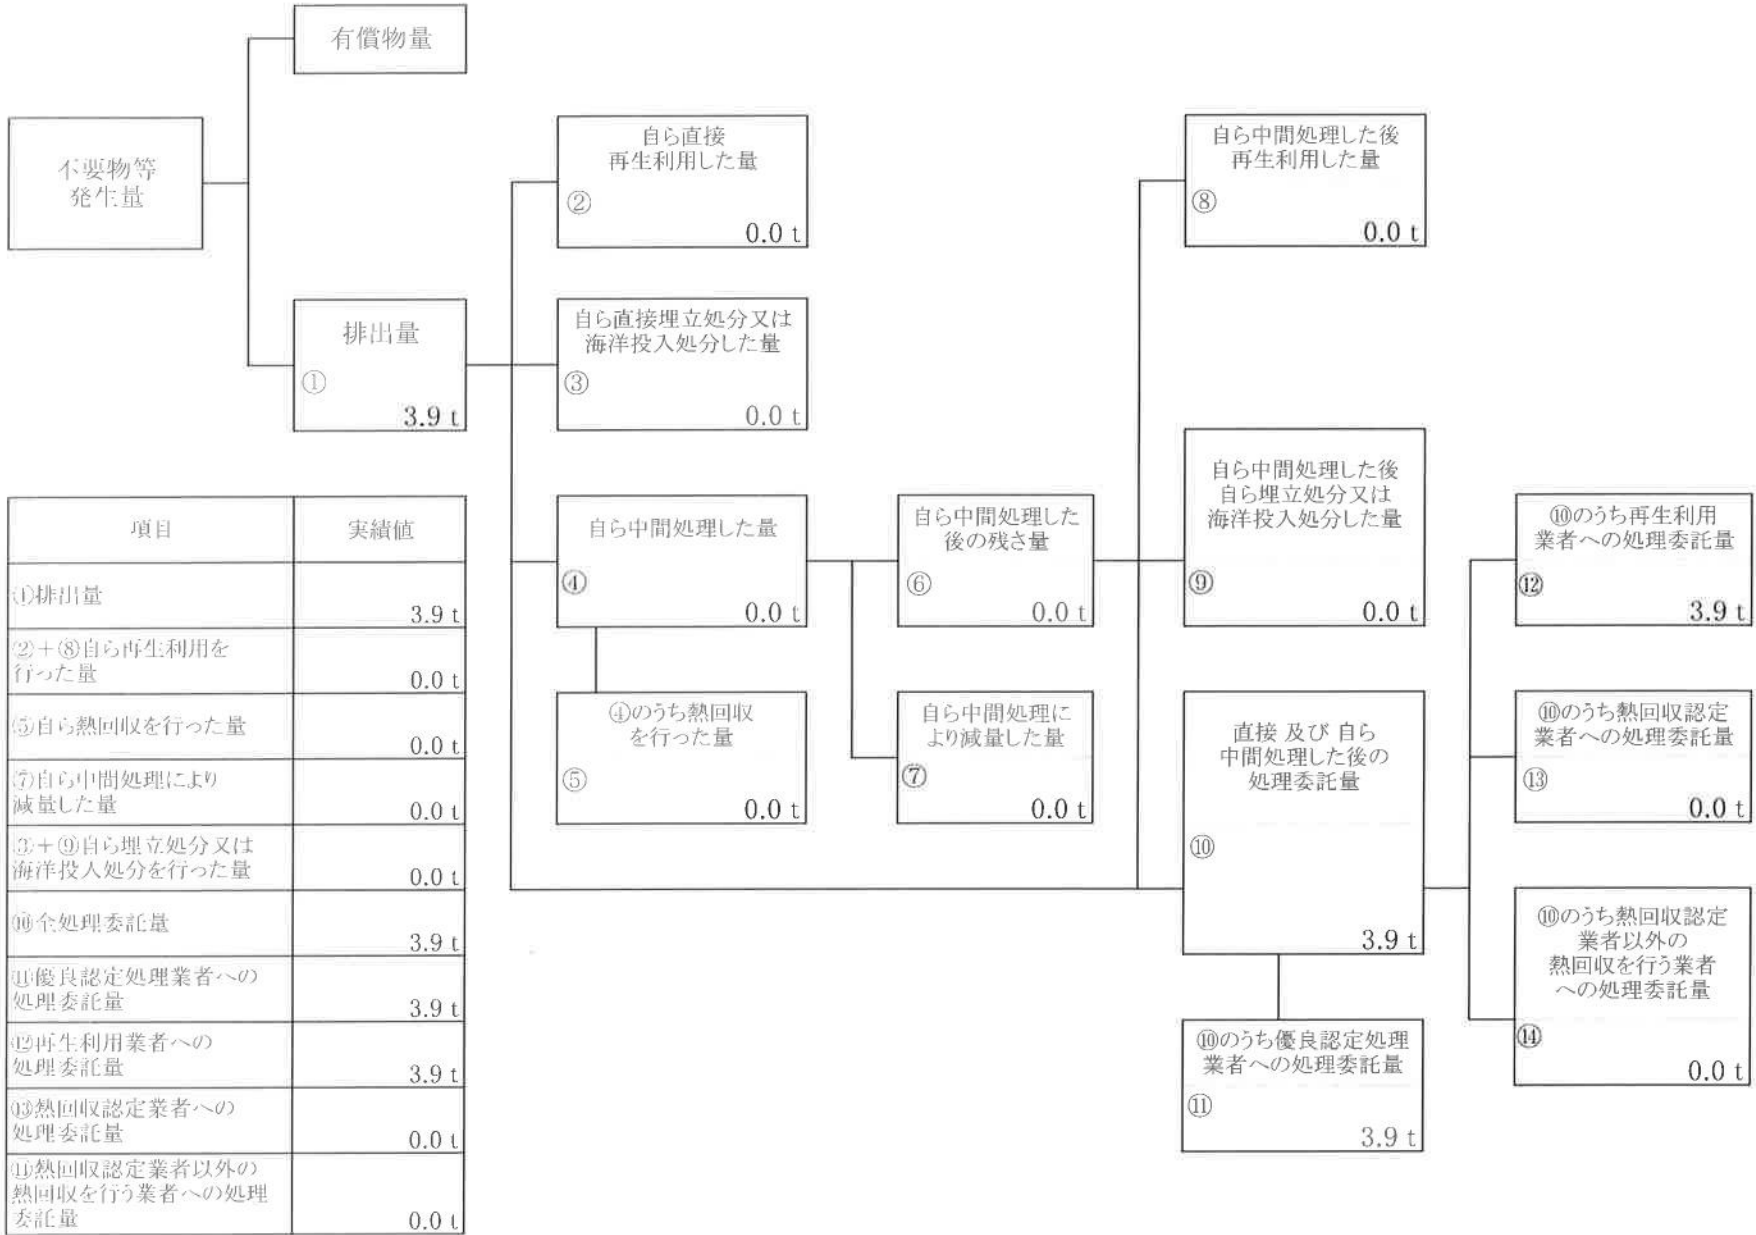 有償物量
不要物等
発生量
排出量
①
3.9 t
自ら直接
再生利用した量
②
0.0 t
自ら直接埋立処分又は
海洋投入処分した量
③
0.0 t
自ら中間処理した量
④
0.0 t
④のうち熱回収
を行った量
⑤
0.0 t
自ら中間処理した
後の残さ量
⑥
0.0 t
自ら中間処理に
より減量した量
⑦
0.0 t
自ら中間処理した後
再生利用した量
⑧
0.0 t
自ら中間処理した後
自ら埋立処分又は
海洋投入処分した量
⑨
0.0 t
直接 及び 自ら
中間処理した後の
処理委託量
⑩
3.9 t
⑩のうち優良認定処理
業者への処理委託量
⑪
3.9 t
⑩のうち再生利用
業者への処理委託量
⑫
3.9 t
⑩のうち熱回収認定
業者への処理委託量
⑬
0.0 t
⑩のうち熱回収認定
業者以外の
熱回収を行う業者
への処理委託量
⑭
0.0 t
項目 実績値
①排出量
3.9 t
②+⑧自ら再生利用を
行った量
0.0 t
⑤自ら熱回収を行った量
0.0 t
⑦自ら中間処理により
減量した量
0.0 t
③+⑨自ら埋立処分又は
海洋投入処分を行った量
0.0 t
⑩全処理委託量
3.9 t
⑪優良認定処理業者への
処理委託量
3.9 t
⑫再生利用業者への
処理委託量
3.9 t
⑬熱回収認定業者への
処理委託量
0.0 t
⑭熱回収認定業者以外の
熱回収を行う業者への処理
委託量
0.0 t